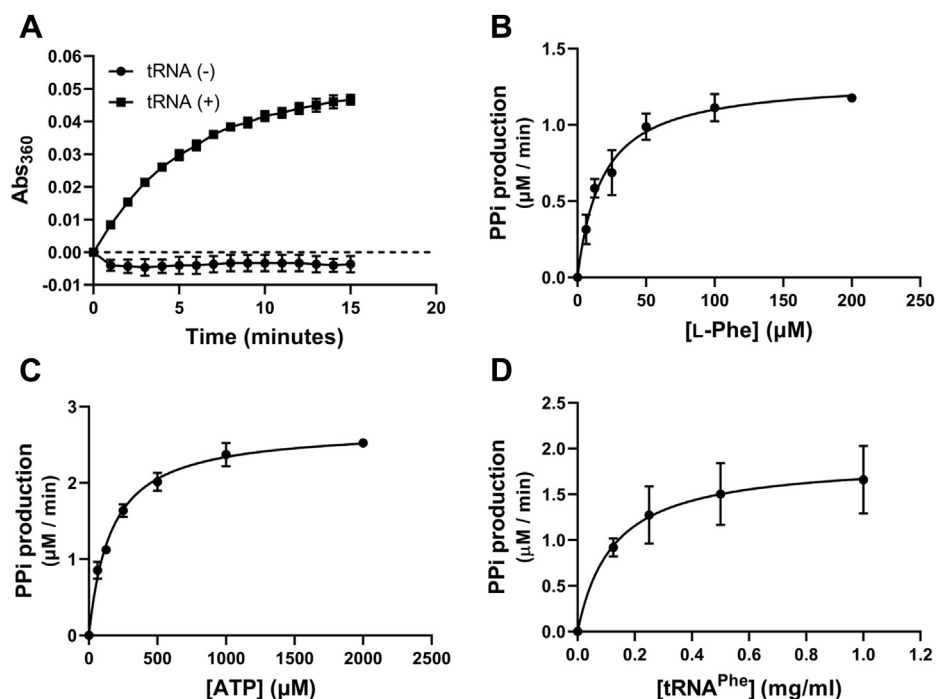 A
0.06
0.05
0.04
0.03
0.02
0.01
0.00
-0.01
Abs360
tRNA (-)
tRNA (+)
0 5 10 15 20
Time (minutes)
B
1.5
1.0
0.5
0.0
PPi production
(µM / min)
0 50 100 150 200 250
[L-Phe] (µM)
C
3
2
1
0
PPi production
(µM / min)
0 500 1000 1500 2000 2500
[ATP] (µM)
D
2.5
2.0
1.5
1.0
0.5
0.0
PPi production
(µM / min)
0.0 0.2 0.4 0.6 0.8 1.0 1.2
[tRNAPhe] (mg/ml)